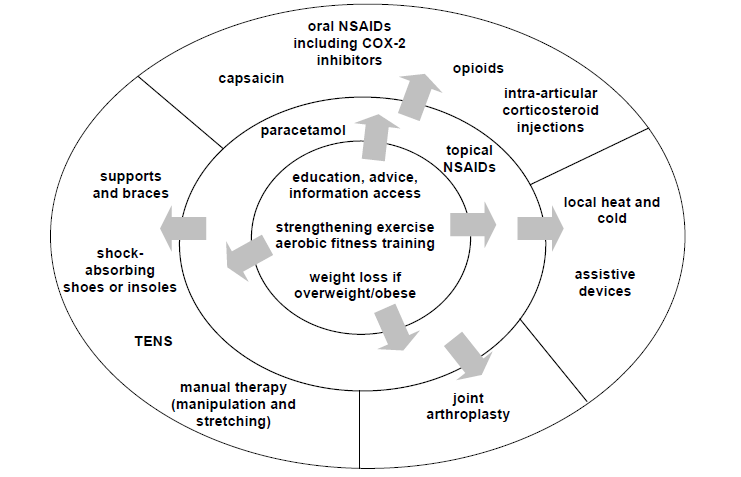 oral NSAIDs
including COX-2
inhibitors
capsaicin
opioids
intra-articular
corticosteroid
injections
paracetamol
topical
NSAIDs
education, advice,
information access
strengthening exercise
aerobic fitness training
weight loss if
overweight/obese
supports
and braces
shock-
absorbing
shoes or insoles
TENS
manual therapy
(manipulation and
stretching)
local heat and
cold
assistive
devices
joint
arthroplasty